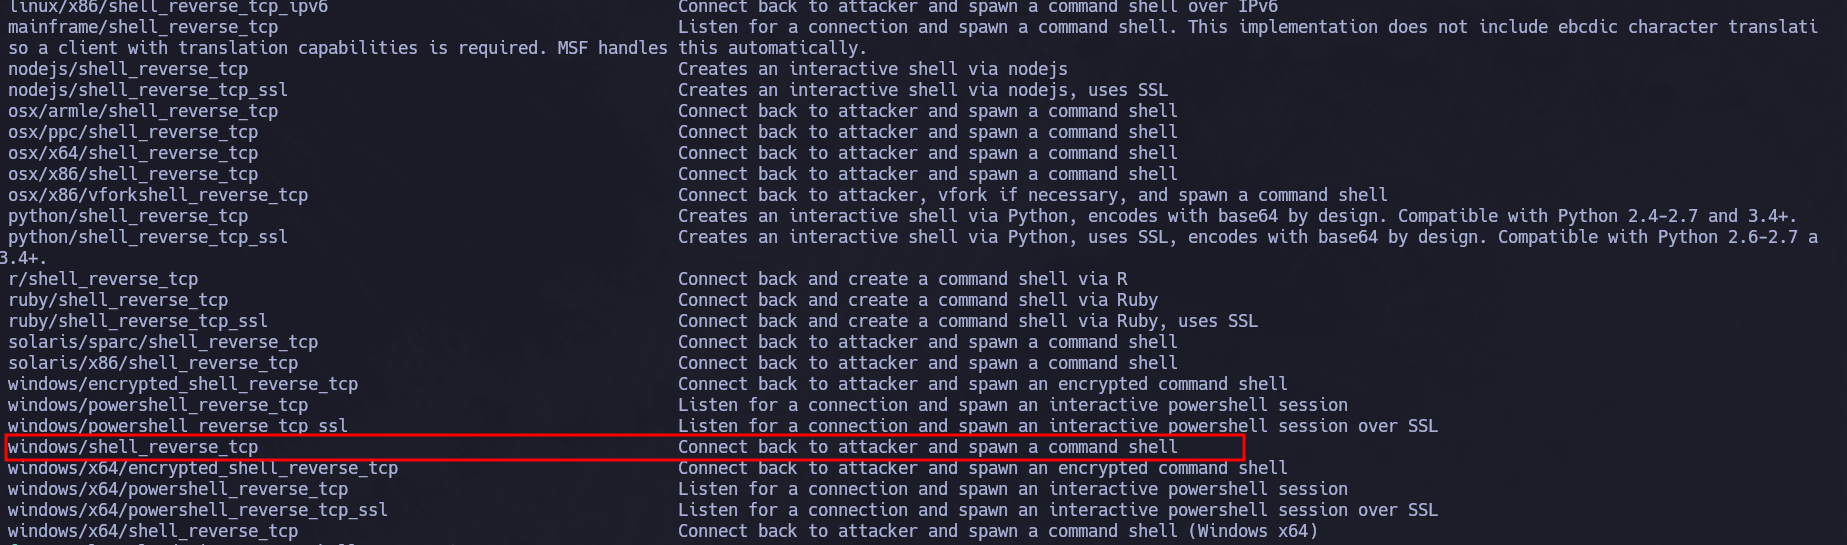 linux/x86/shell_reverse_tcp_ipv6 Connect back to attacker and spawn a command shell over IPv6
mainframe/shell_reverse_tcp Listen for a connection and spawn a command shell. This implementation does not include ebcdic character translati
so a client with translation capabilities is required. MSF handles this automatically.
nodejs/shell_reverse_tcp Creates an interactive shell via nodejs
nodejs/shell_reverse_tcp_ssl Creates an interactive shell via nodejs, uses SSL
osx/armle/shell_reverse_tcp Connect back to attacker and spawn a command shell
osx/ppc/shell_reverse_tcp Connect back to attacker and spawn a command shell
osx/x64/shell_reverse_tcp Connect back to attacker and spawn a command shell
osx/x86/shell_reverse_tcp Connect back to attacker and spawn a command shell
osx/x86/vforkshell_reverse_tcp Connect back to attacker, vfork if necessary, and spawn a command shell
python/shell_reverse_tcp Creates an interactive shell via Python, encodes with base64 by design. Compatible with Python 2.4-2.7 and 3.4+.
python/shell_reverse_tcp_ssl Creates an interactive shell via Python, uses SSL, encodes with base64 by design. Compatible with Python 2.6-2.7 a
3.4+.
r/shell_reverse_tcp Connect back and create a command shell via R
ruby/shell_reverse_tcp Connect back and create a command shell via Ruby
ruby/shell_reverse_tcp_ssl Connect back and create a command shell via Ruby, uses SSL
solaris/sparc/shell_reverse_tcp Connect back to attacker and spawn a command shell
solaris/x86/shell_reverse_tcp Connect back to attacker and spawn a command shell
windows/encrypted_shell_reverse_tcp Connect back to attacker and spawn an encrypted command shell
windows/powershell_reverse_tcp Listen for a connection and spawn an interactive powershell session
windows/powershell_reverse_tcp_ssl Listen for a connection and spawn an interactive powershell session over SSL
windows/shell_reverse_tcp Connect back to attacker and spawn a command shell
windows/x64/encrypted_shell_reverse_tcp Connect back to attacker and spawn an encrypted command shell
windows/x64/powershell_reverse_tcp Listen for a connection and spawn an interactive powershell session
windows/x64/powershell_reverse_tcp_ssl Listen for a connection and spawn an interactive powershell session over SSL
windows/x64/shell_reverse_tcp Connect back to attacker and spawn a command shell (Windows x64)